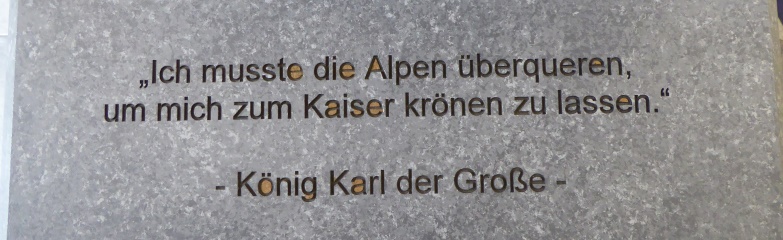 „Ich musste die Alpen überqueren,
um mich zum Kaiser krönen zu lassen.“
- König Karl der Große -